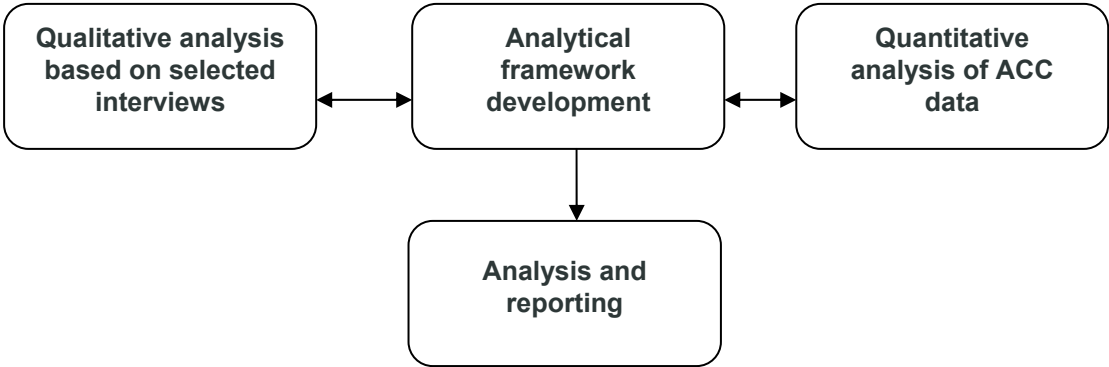 Qualitative analysis
based on selected
interviews
Analytical
framework
development
Quantitative
analysis of ACC
data
Analysis and
reporting